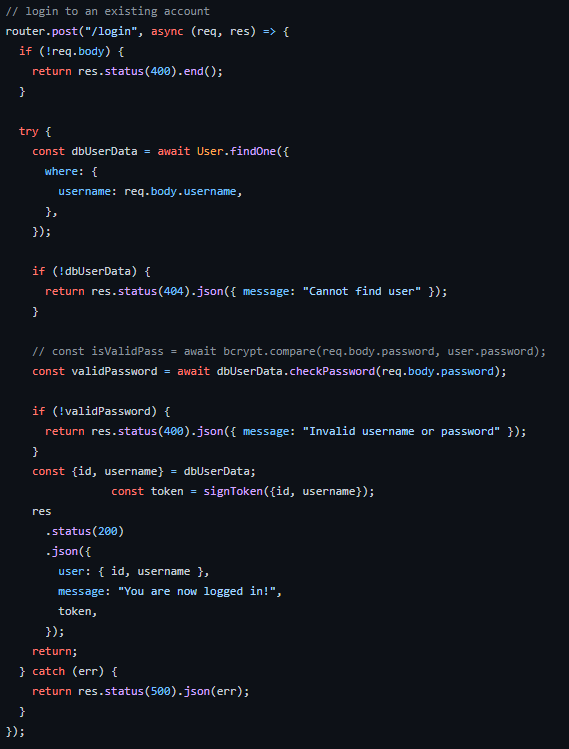 // login to an existing account
router.post("/login", async (req, res) => {
  if (!req.body) {
    return res.status(400).end();
  }

  try {
    const dbUserData = await User.findOne({
      where: {
        username: req.body.username,
      },
    });

    if (!dbUserData) {
      return res.status(404).json({ message: "Cannot find user" });
    }

    // const isValidPass = await bcrypt.compare(req.body.password, user.password);
    const validPassword = await dbUserData.checkPassword(req.body.password);

    if (!validPassword) {
      return res.status(400).json({ message: "Invalid username or password" });
    }
    const {id, username} = dbUserData;
                const token = signToken({id, username});
    res
      .status(200)
      .json({
        user: { id, username },
        message: "You are now logged in!",
        token,
      });
    return;
  } catch (err) {
    return res.status(500).json(err);
  }
});